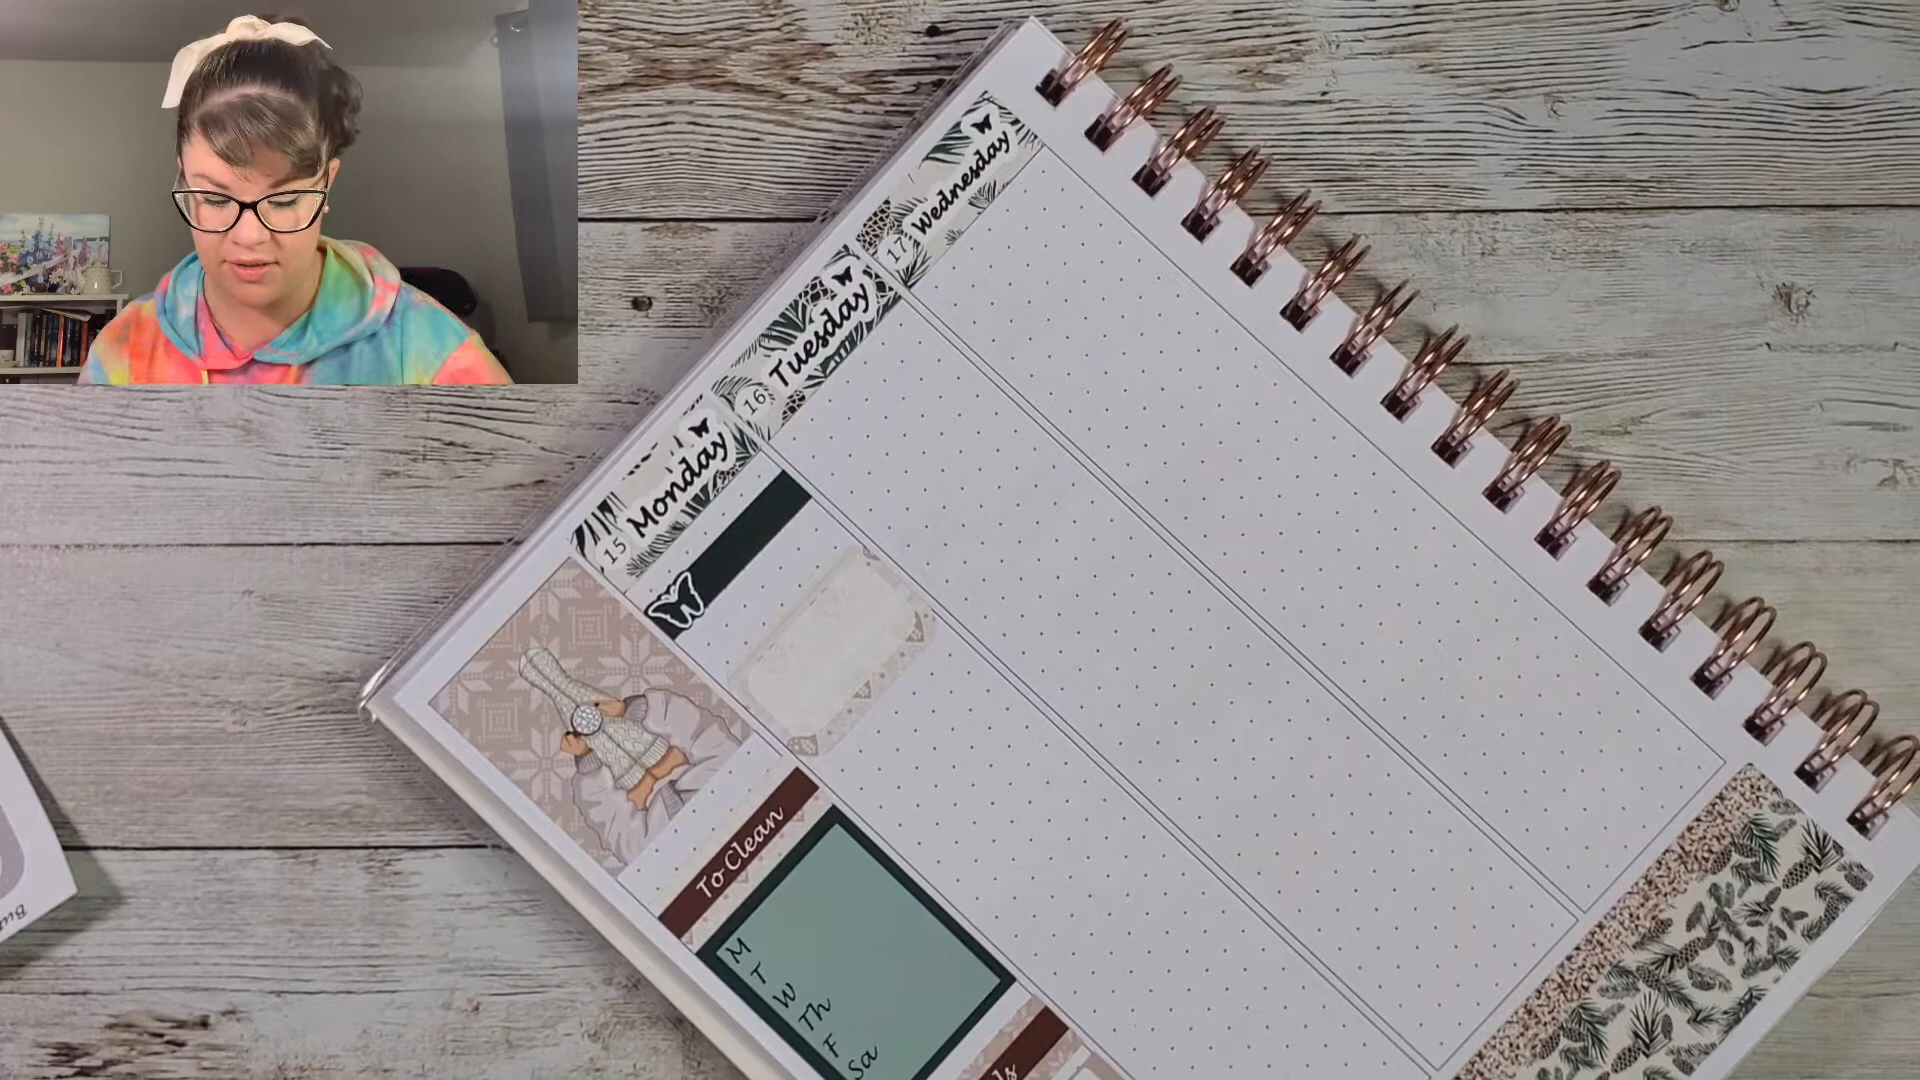 17 Wednesday
16 Tuesday
15 Monday
To Clean
M
T
W
Th
F
Sa